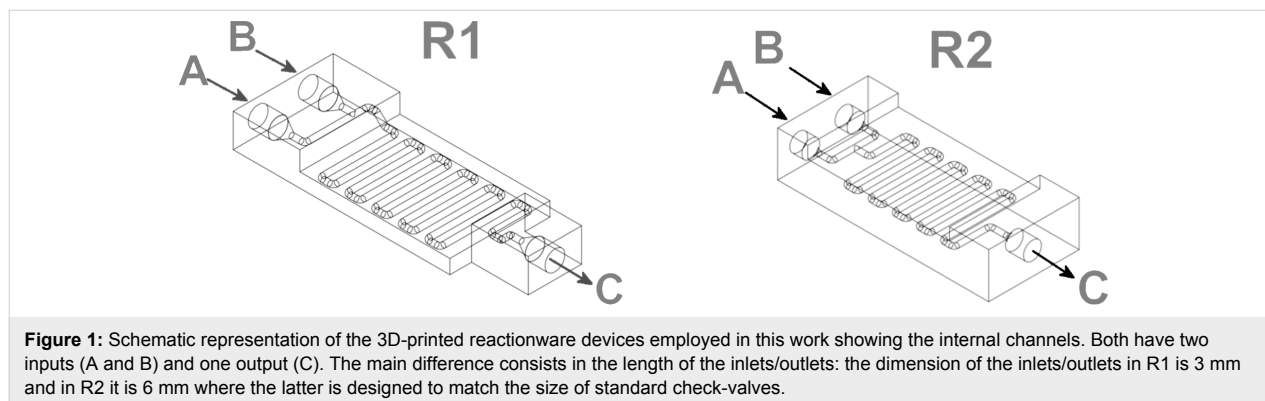 R1
B
A
C
R2
B
A
C
Figure 1: Schematic representation of the 3D-printed reactionware devices employed in this work showing the internal channels. Both have two
inputs (A and B) and one output (C). The main difference consists in the length of the inlets/outlets: the dimension of the inlets/outlets in R1 is 3 mm
and in R2 it is 6 mm where the latter is designed to match the size of standard check-valves.